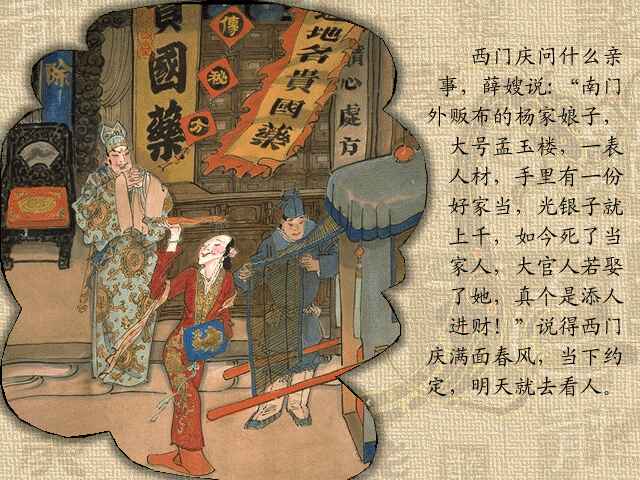 西门庆问什么亲
事，薛嫂说：“南门
外贩布的杨家娘子，
大号孟玉楼，一表
人材，手里有一份
好家当，光银子就
上千，如今死了当
家人，大官人若娶
了她，真个是添人
进财！”说得西门
庆满面春风，当下约
定，明天就去看人。
國藥
傳
秘
方
地名貴國藥
精心處方
除